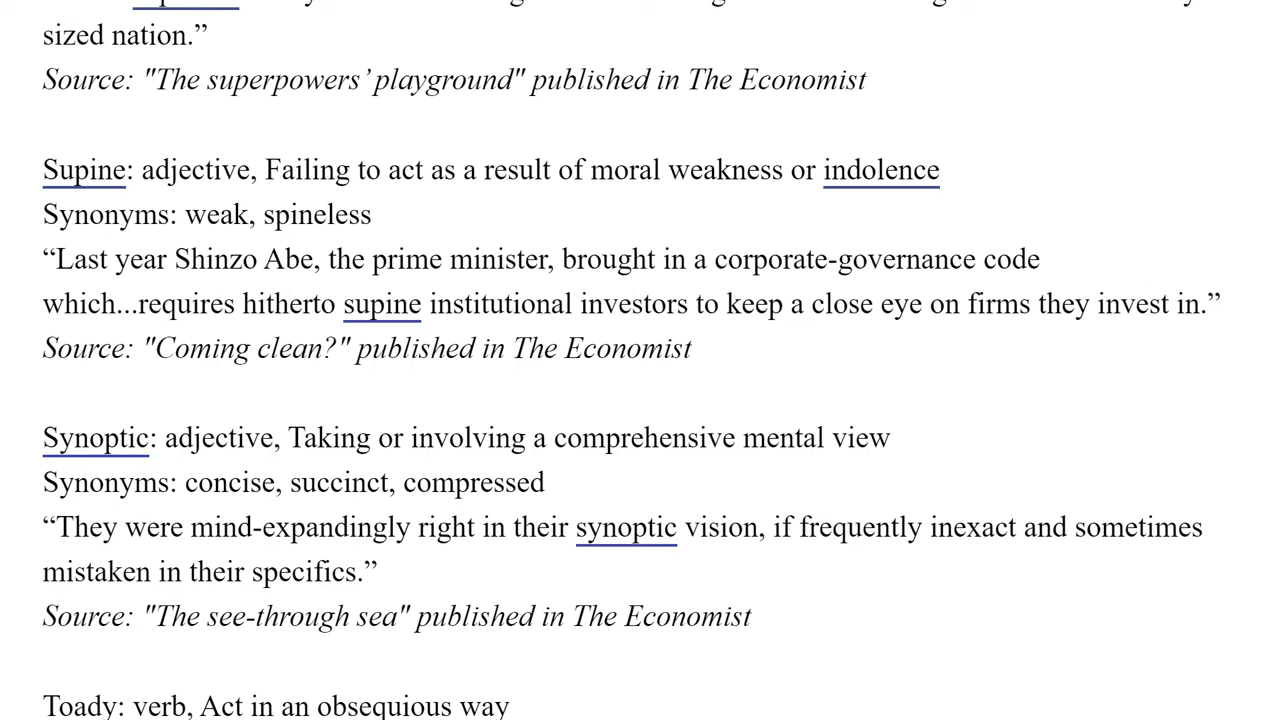 sized nation.”
Source: "The superpowers’ playground" published in The Economist
Supine: adjective, Failing to act as a result of moral weakness or indolence
Synonyms: weak, spineless
“Last year Shinzo Abe, the prime minister, brought in a corporate-governance code
which...requires hitherto supine institutional investors to keep a close eye on firms they invest in.”
Source: "Coming clean?" published in The Economist
Synoptic: adjective, Taking or involving a comprehensive mental view
Synonyms: concise, succinct, compressed
“They were mind-expandingly right in their synoptic vision, if frequently inexact and sometimes
mistaken in their specifics.”
Source: "The see-through sea" published in The Economist
Toady: verb, Act in an obsequious way